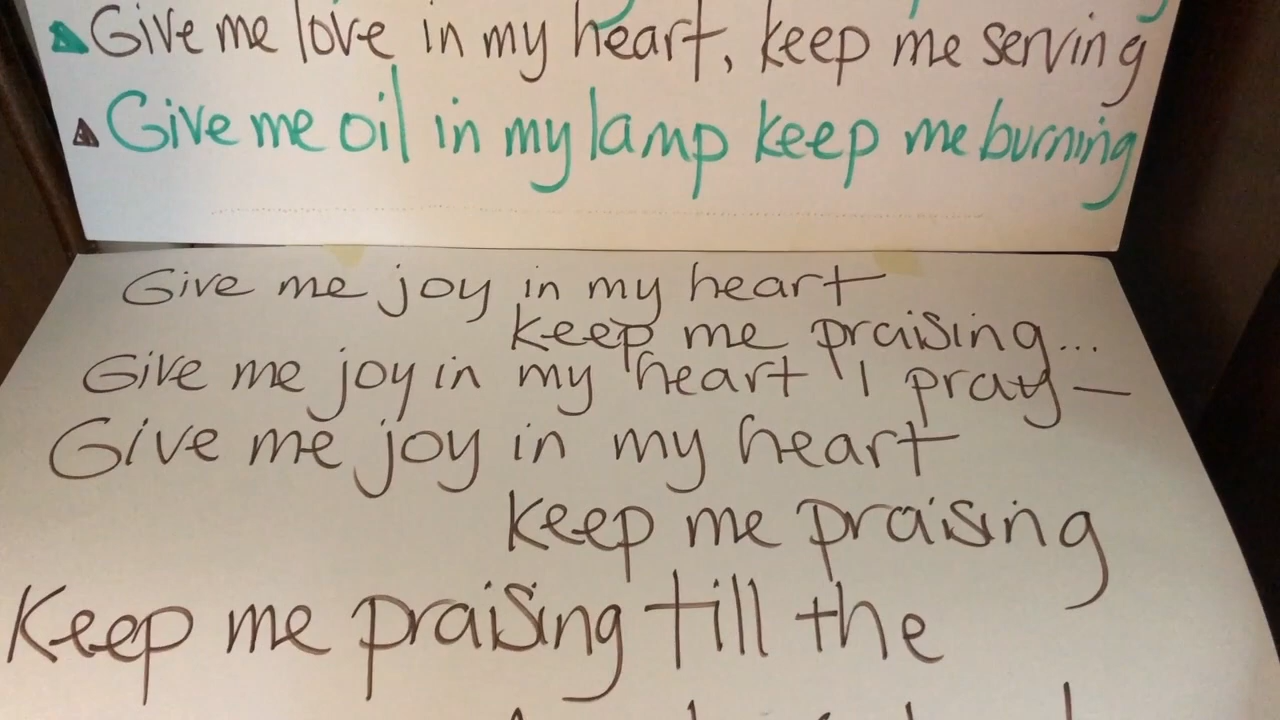 Give me love in my heart, keep me serving
Give me oil in my lamp keep me burning
Give me joy in my heart
keep me praising...
Give me joy in my heart I pray —
Give me joy in my heart
keep me praising
Keep me praising till the